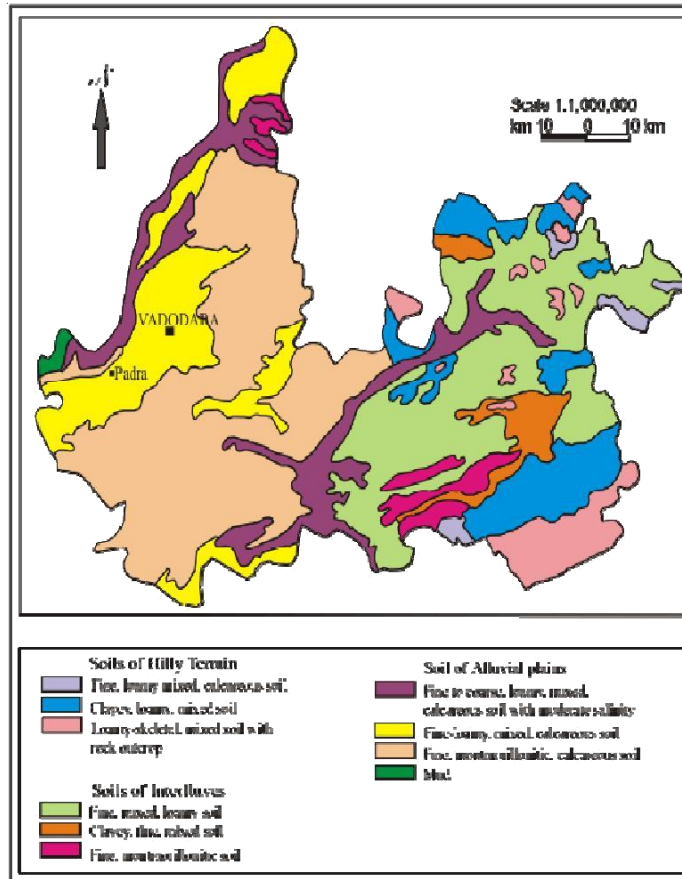 Scale 1:1,000,000
km 10 0 10 km
VADODARA
Padra
Soils of Hilly Terrain
Fine, loamy mixed, calcareous soil.
Clayey, loamy, mixed soil
Loamy-skeletal, mixed soil with
rock outcrop
Soils of Interfluves
Fine, mixed, loamy soil
Clayey, fine, mixed soil
Fine, montmorillonitic soil
Soil of Alluvial plains
Fine to coarse, loamy, mixed,
calcareous soil with moderate salinity
Fine-loamy, mixed, calcareous soil
Fine, montmorillonitic, calcareous soil
Mud